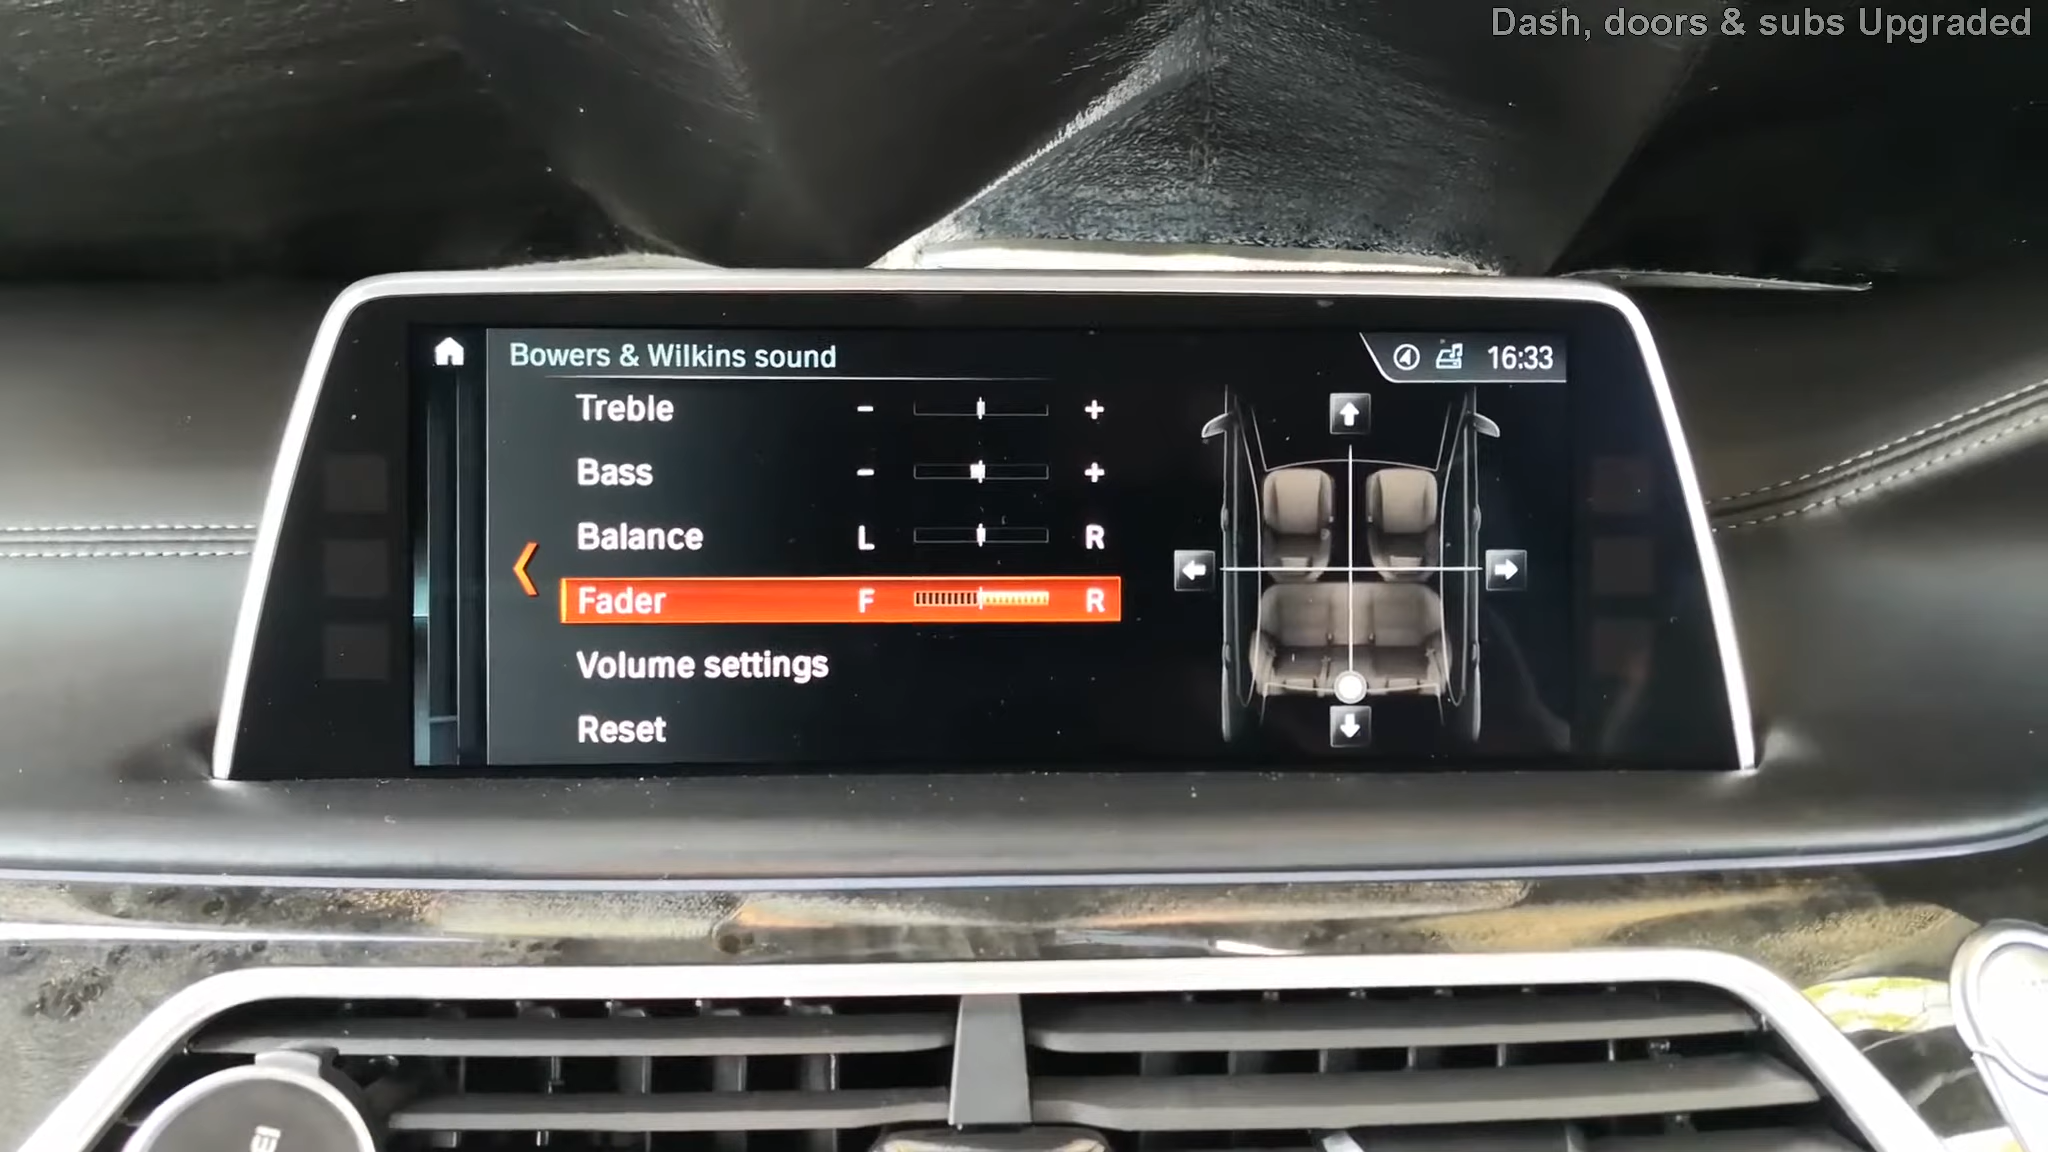 Dash, doors & subs Upgraded
Bowers & Wilkins sound
16:33
Treble - +
Bass - +
Balance L R
Fader F R
Volume settings
Reset